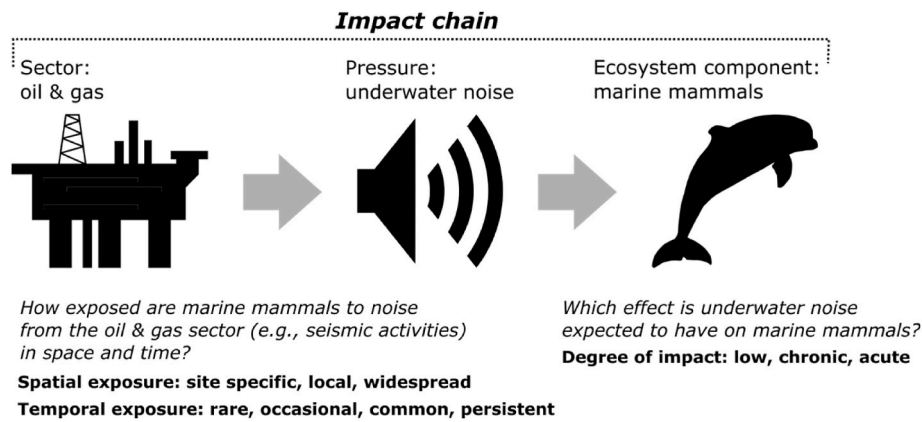 Impact chain
Sector:
oil & gas
Pressure:
underwater noise
Ecosystem component:
marine mammals
How exposed are marine mammals to noise
from the oil & gas sector (e.g., seismic activities)
in space and time?
Spatial exposure: site specific, local, widespread
Temporal exposure: rare, occasional, common, persistent
Which effect is underwater noise
expected to have on marine mammals?
Degree of impact: low, chronic, acute